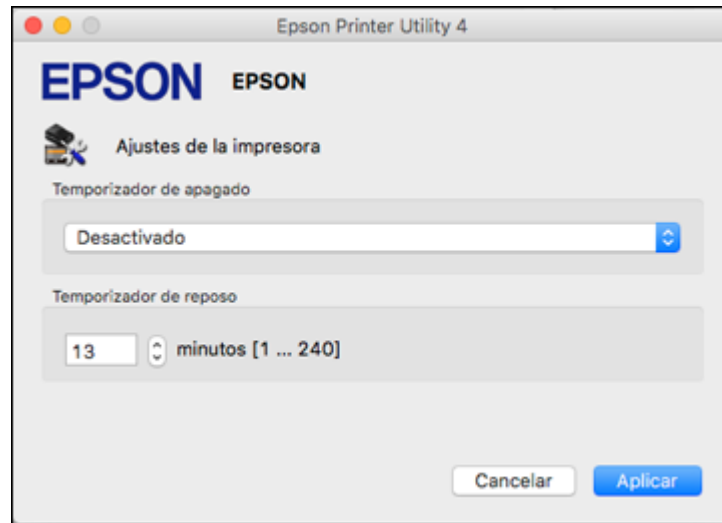 Epson Printer Utility 4
EPSON EPSON
Ajustes de la impresora
Temporizador de apagado
Desactivado
Temporizador de reposo
13 minutos [1 ... 240]
Cancelar Aplicar